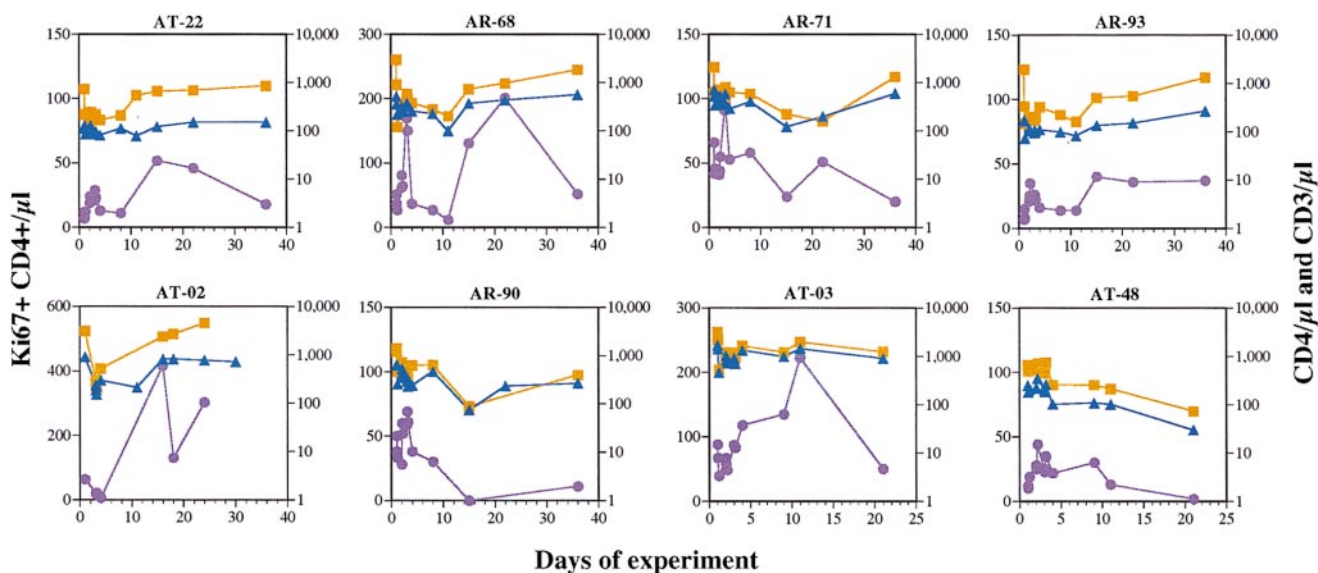 AT-22 AR-68 AR-71 AR-93
150 10,000 300 10,000 150 10,000 150 10,000
1,000 1,000 1,000 1,000
100 100 200 100 100 100 100 100
50 10 100 10 50 10 50 10
0 1 0 1 0 1 0 1
0 10 20 30 40 0 10 20 30 40 0 10 20 30 40 0 10 20 30 40
Ki67+ CD4+/µl
CD4/µl and CD3/µl
AT-02 AR-90 AT-03 AT-48
600 10,000 150 10,000 300 10,000 150 10,000
1,000 1,000 1,000 1,000
400 100 200 100
100 100 100 100
200 10 50 10 100 10 50 10
0 1 0 1 0 1 0 1
0 10 20 30 40 0 10 20 30 40 0 5 10 15 20 25 0 5 10 15 20 25
Days of experiment